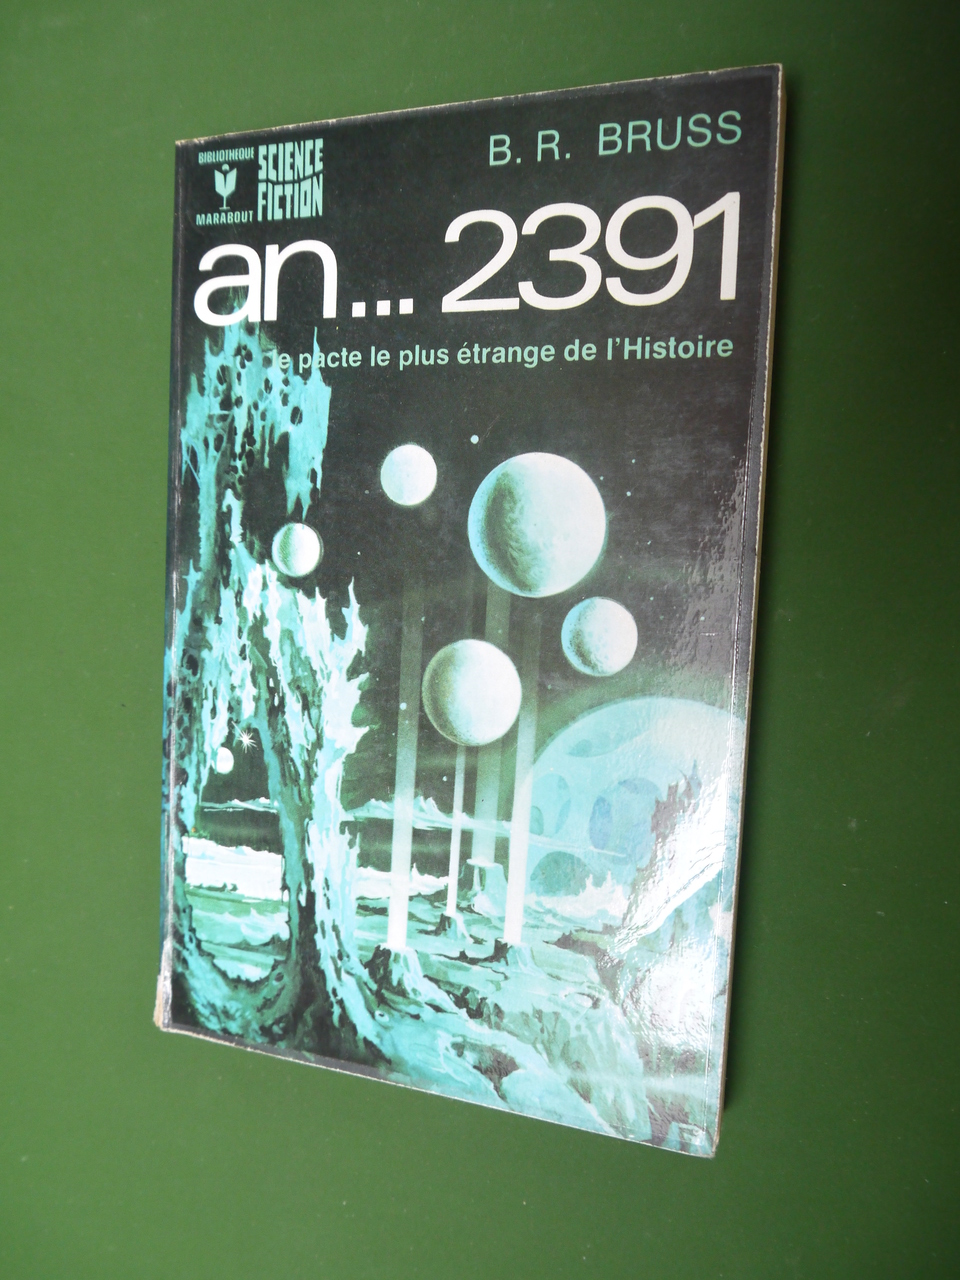 BIBLIOTHEQUE
MARABOUT
SCIENCE
FICTION
B. R. BRUSS
an... 2391
le pacte le plus étrange de l'Histoire